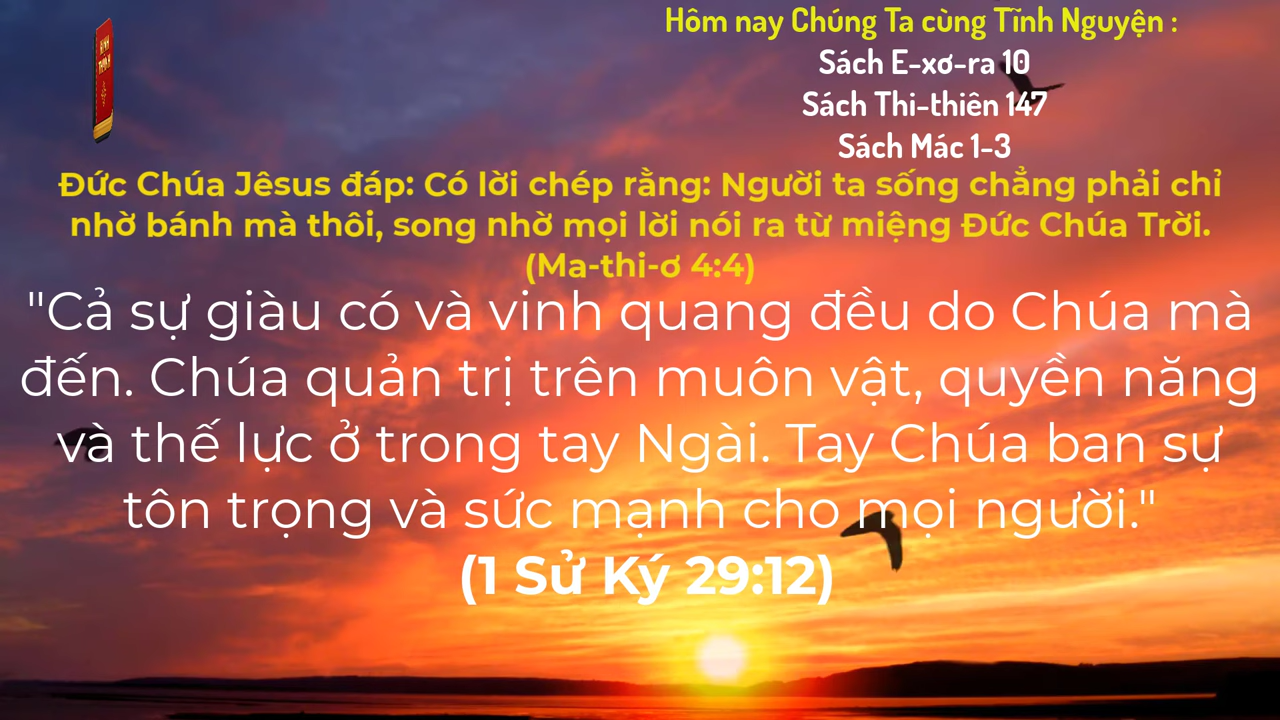 Hôm nay Chúng Ta cùng Tĩnh Nguyện :
Sách E-xơ-ra 10
Sách Thi-thiên 147
Sách Mác 1-3
Đức Chúa Jêsus đáp: Có lời chép rằng: Người ta sống chẳng phải chỉ
nhờ bánh mà thôi, song nhờ mọi lời nói ra từ miệng Đức Chúa Trời.
(Ma-thi-ơ 4:4)
"Cả sự giàu có và vinh quang đều do Chúa mà
đến. Chúa quản trị trên muôn vật, quyền năng
và thế lực ở trong tay Ngài. Tay Chúa ban sự
tôn trọng và sức mạnh cho mọi người."
(1 Sử Ký 29:12)